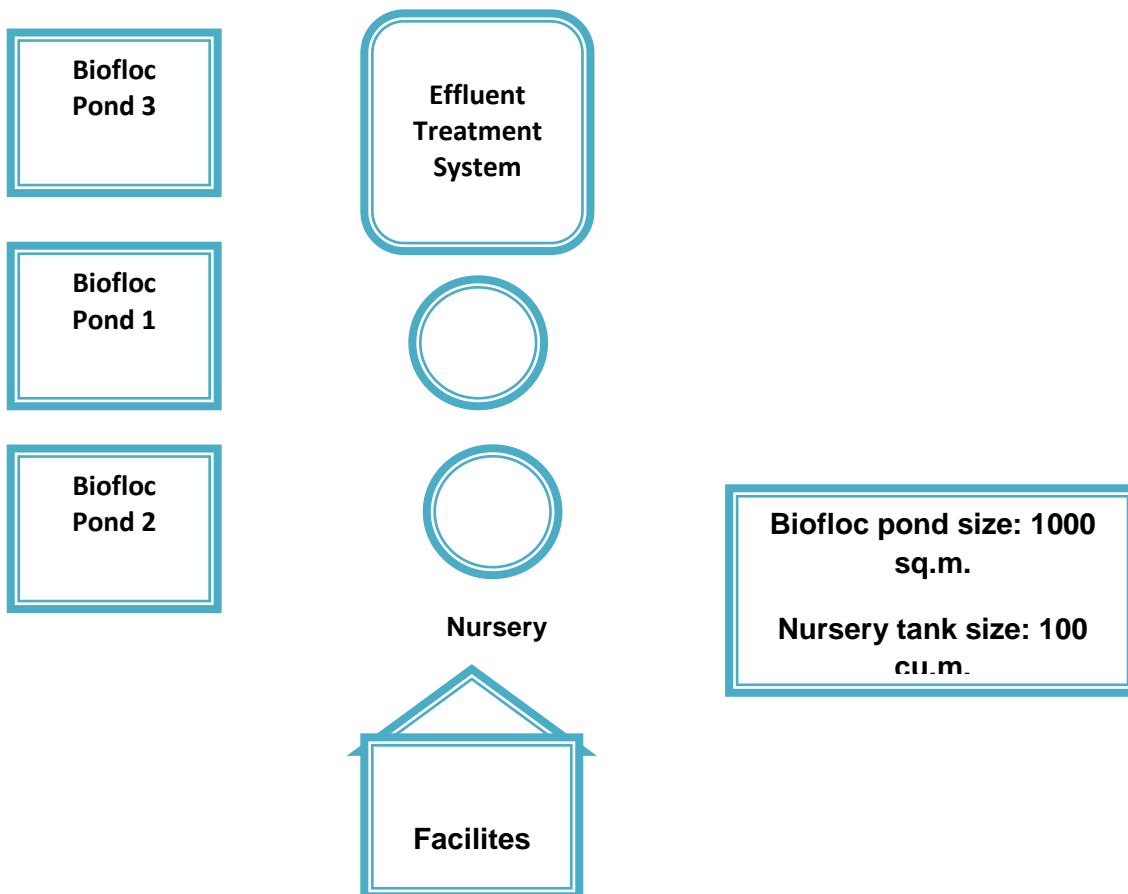 Biofloc
Pond 3
Effluent
Treatment
System
Biofloc
Pond 1
Biofloc
Pond 2
Nursery
Biofloc pond size: 1000
sq.m.
Nursery tank size: 100
cu.m.
Facilites